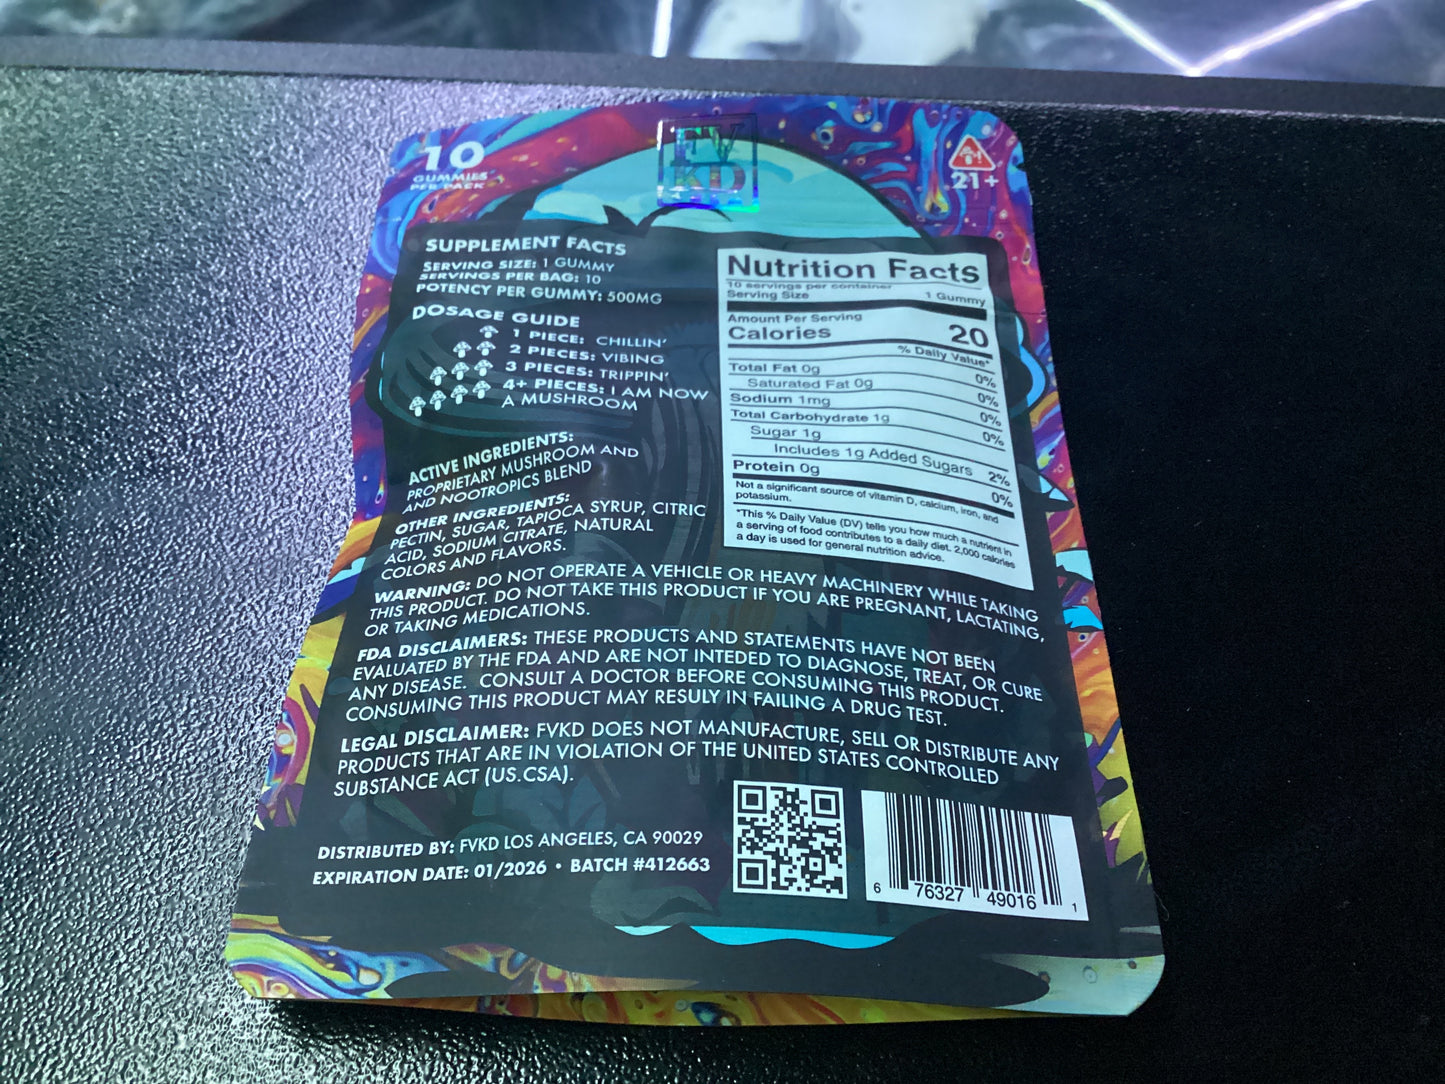 10
GUMMIES
PER PACK
FV
KD
21+
SUPPLEMENT FACTS
SERVING SIZE: 1 GUMMY
SERVINGS PER BAG: 10
POTENCY PER GUMMY: 500MG
DOSAGE GUIDE
1 PIECE: CHILLIN'
2 PIECES: VIBING
3 PIECES: TRIPPIN'
4+ PIECES: I AM NOW
A MUSHROOM
ACTIVE INGREDIENTS:
PROPRIETARY MUSHROOM AND
AND NOOTROPICS BLEND
OTHER INGREDIENTS:
PECTIN, SUGAR, TAPIOCA SYRUP, CITRIC
ACID, SODIUM CITRATE, NATURAL
COLORS AND FLAVORS.
Nutrition Facts
10 servings per container
Serving Size 1 Gummy
Amount Per Serving
Calories 20
% Daily Value*
Total Fat 0g 0%
Saturated Fat 0g 0%
Sodium 1mg 0%
Total Carbohydrate 1g 0%
Sugar 1g
Includes 1g Added Sugars 2%
Protein 0g 0%
Not a significant source of vitamin D, calcium, iron, and
potassium.
*This % Daily Value (DV) tells you how much a nutrient in
a serving of food contributes to a daily diet. 2,000 calories
a day is used for general nutrition advice.
WARNING: DO NOT OPERATE A VEHICLE OR HEAVY MACHINERY WHILE TAKING
THIS PRODUCT. DO NOT TAKE THIS PRODUCT IF YOU ARE PREGNANT, LACTATING,
OR TAKING MEDICATIONS.
FDA DISCLAIMERS: THESE PRODUCTS AND STATEMENTS HAVE NOT BEEN
EVALUATED BY THE FDA AND ARE NOT INTEDED TO DIAGNOSE, TREAT, OR CURE
ANY DISEASE. CONSULT A DOCTOR BEFORE CONSUMING THIS PRODUCT.
CONSUMING THIS PRODUCT MAY RESULY IN FAILING A DRUG TEST.
LEGAL DISCLAIMER: FVKD DOES NOT MANUFACTURE, SELL OR DISTRIBUTE ANY
PRODUCTS THAT ARE IN VIOLATION OF THE UNITED STATES CONTROLLED
SUBSTANCE ACT (US.CSA).
DISTRIBUTED BY: FVKD LOS ANGELES, CA 90029
EXPIRATION DATE: 01/2026 • BATCH #412663
6 76327 49016 1